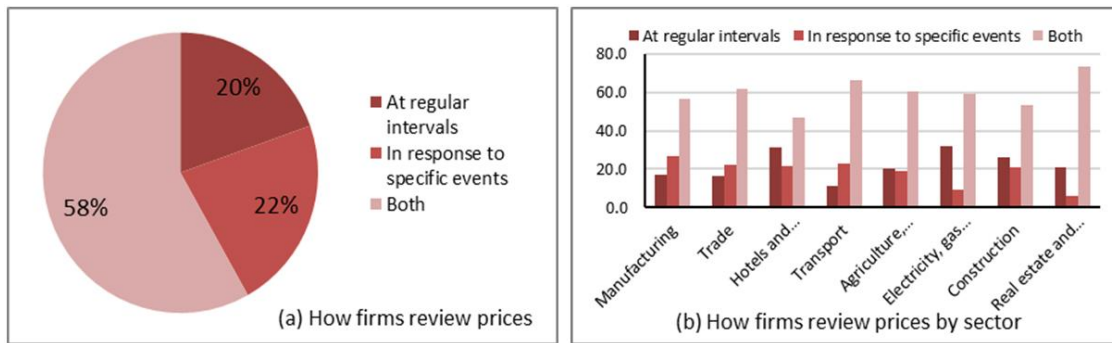 20%
22%
58%
At regular
intervals
In response to
specific events
Both
(a) How firms review prices
At regular intervals In response to specific events Both
80.0
60.0
40.0
20.0
0.0
Manufacturing
Trade
Hotels and...
Transport
Agriculture,...
Electricity, gas...
Construction
Real estate and...
(b) How firms review prices by sector